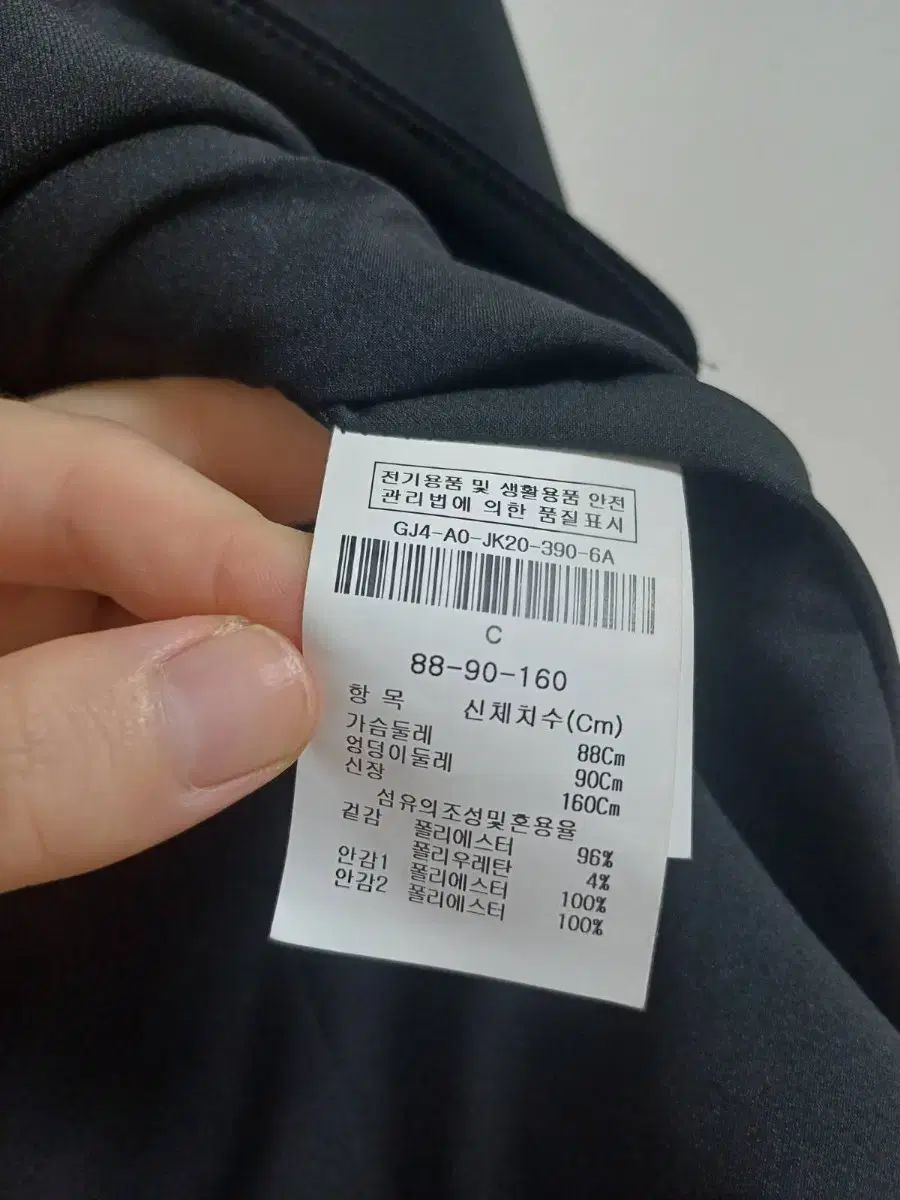 전기용품 및 생활용품 안전
관리법에 의한 품질표시
GJ4-A0-JK20-390-6A
C
88-90-160
항 목 신체치수(Cm)
가슴둘레 88Cm
엉덩이둘레 90Cm
신장 160Cm
섬유의조성및혼용율
겉감 폴리에스터 96%
폴리우레탄 4%
안감1 폴리에스터 100%
안감2 폴리에스터 100%